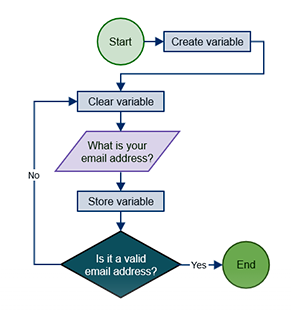 Start
Create variable
Clear variable
What is your
email address?
Store variable
No
Is it a valid
email address?
Yes
End